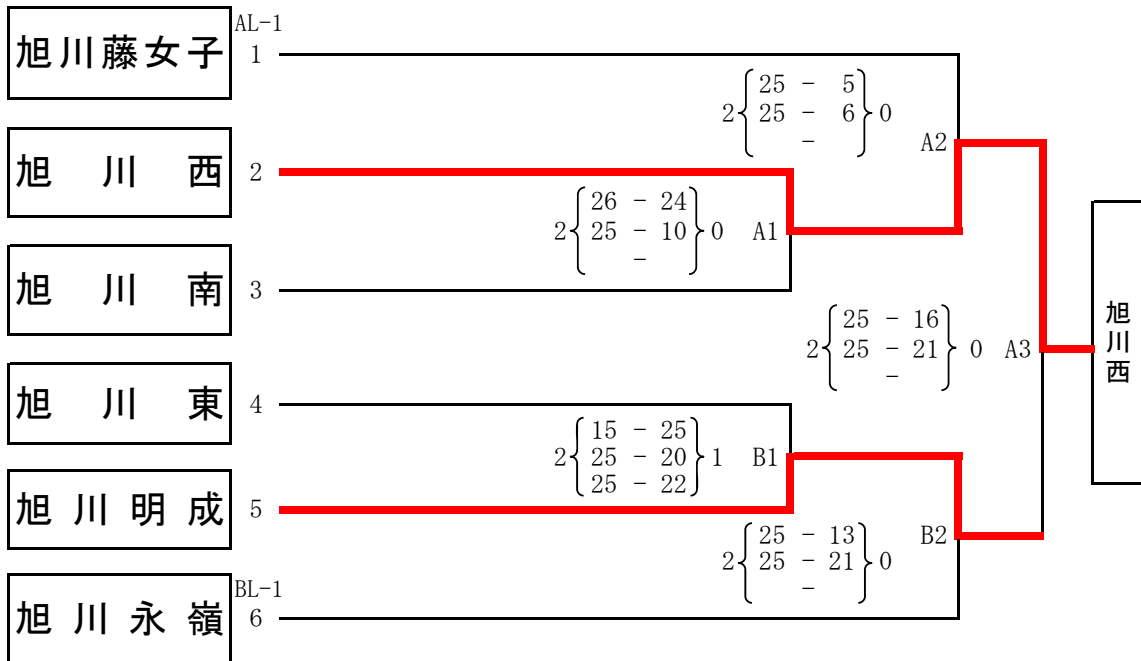 AL-1
旭川藤女子 1
25 - 5
2 25 - 6 0
-
A2
旭川西 2
26 - 24
2 25 - 10 0 A1
-
旭川南 3
25 - 16
2 25 - 21 0 A3
-
旭川西
旭川東 4
15 - 25
2 25 - 20 1 B1
25 - 22
旭川明成 5
25 - 13
2 25 - 21 0
-
B2
BL-1
旭川永嶺 6